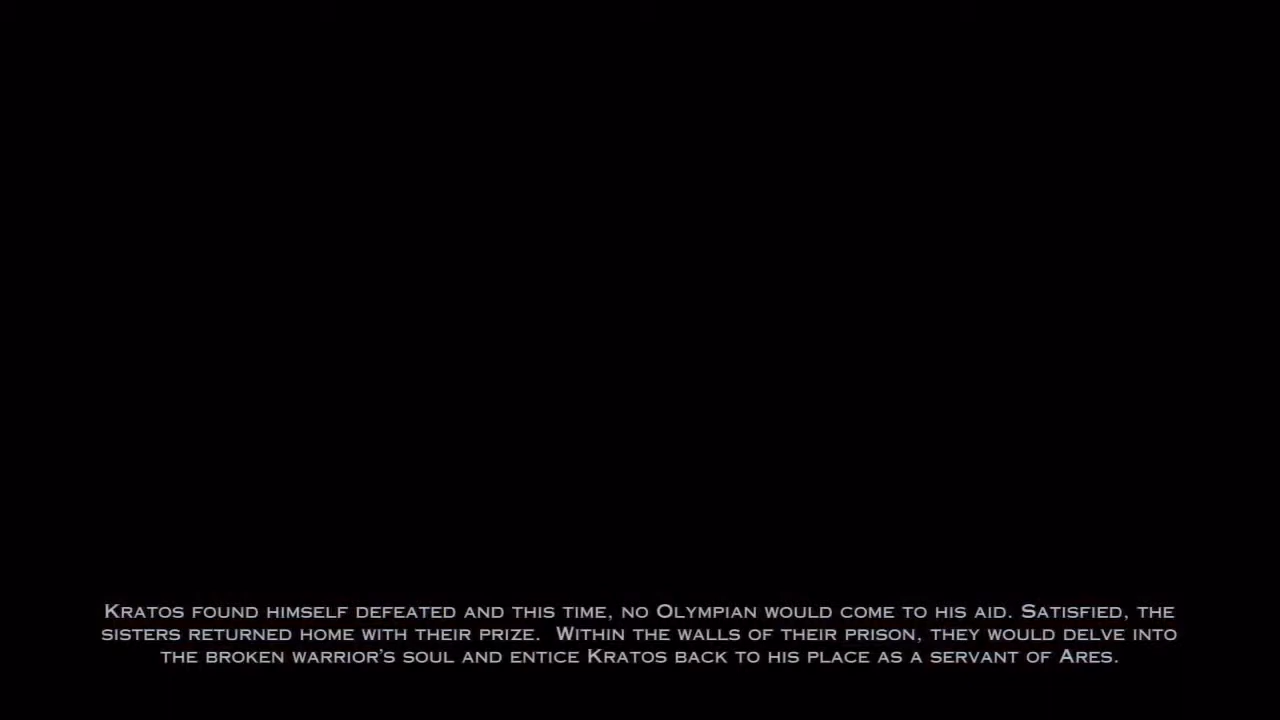 Kratos found himself defeated and this time, no Olympian would come to his aid. Satisfied, the
sisters returned home with their prize.  Within the walls of their prison, they would delve into
the broken warrior's soul and entice Kratos back to his place as a servant of Ares.